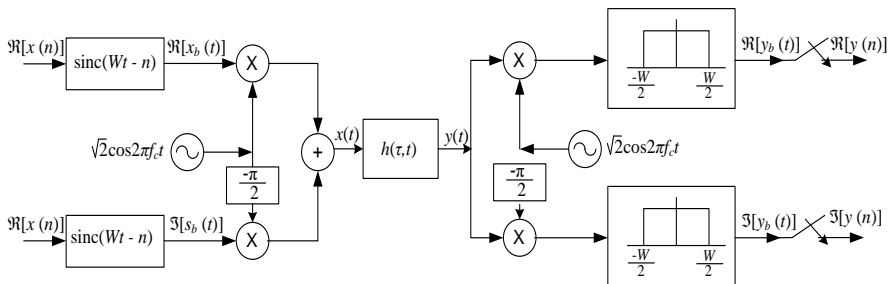 ℜ[x (n)]
sinc(Wt - n)
ℜ[x_b (t)]
X
√2cos2πf_ct
-π/2
+
x(t)
h(τ,t)
y(t)
X
-W/2
W/2
ℜ[y_b (t)]
ℜ[y (n)]
√2cos2πf_ct
-π/2
ℜ[x (n)]
sinc(Wt - n)
ℑ[s_b (t)]
X
X
-W/2
W/2
ℑ[y_b (t)]
ℑ[y (n)]